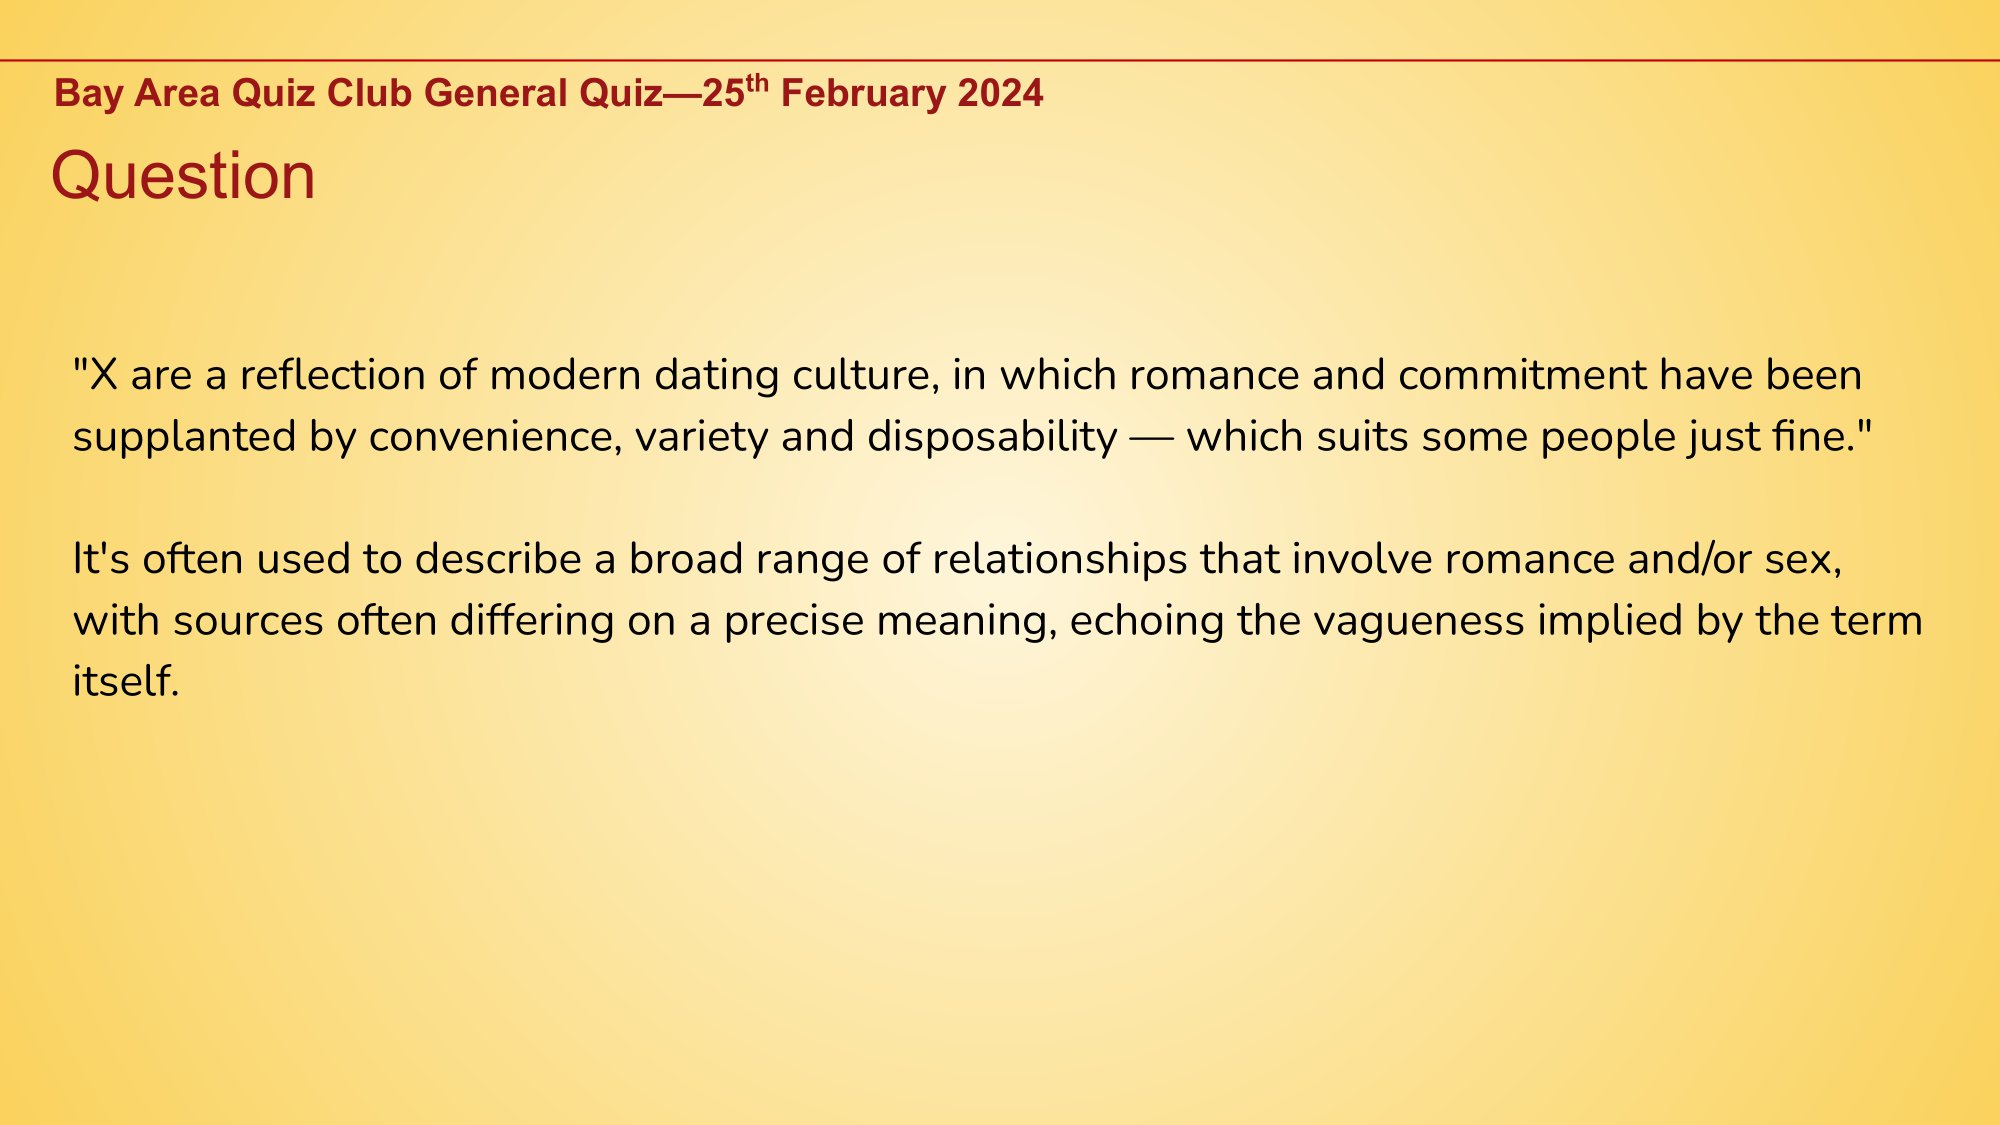 Bay Area Quiz Club General Quiz—25th February 2024
Question
"X are a reflection of modern dating culture, in which romance and commitment have been
supplanted by convenience, variety and disposability — which suits some people just fine."
It's often used to describe a broad range of relationships that involve romance and/or sex,
with sources often differing on a precise meaning, echoing the vagueness implied by the term
itself.